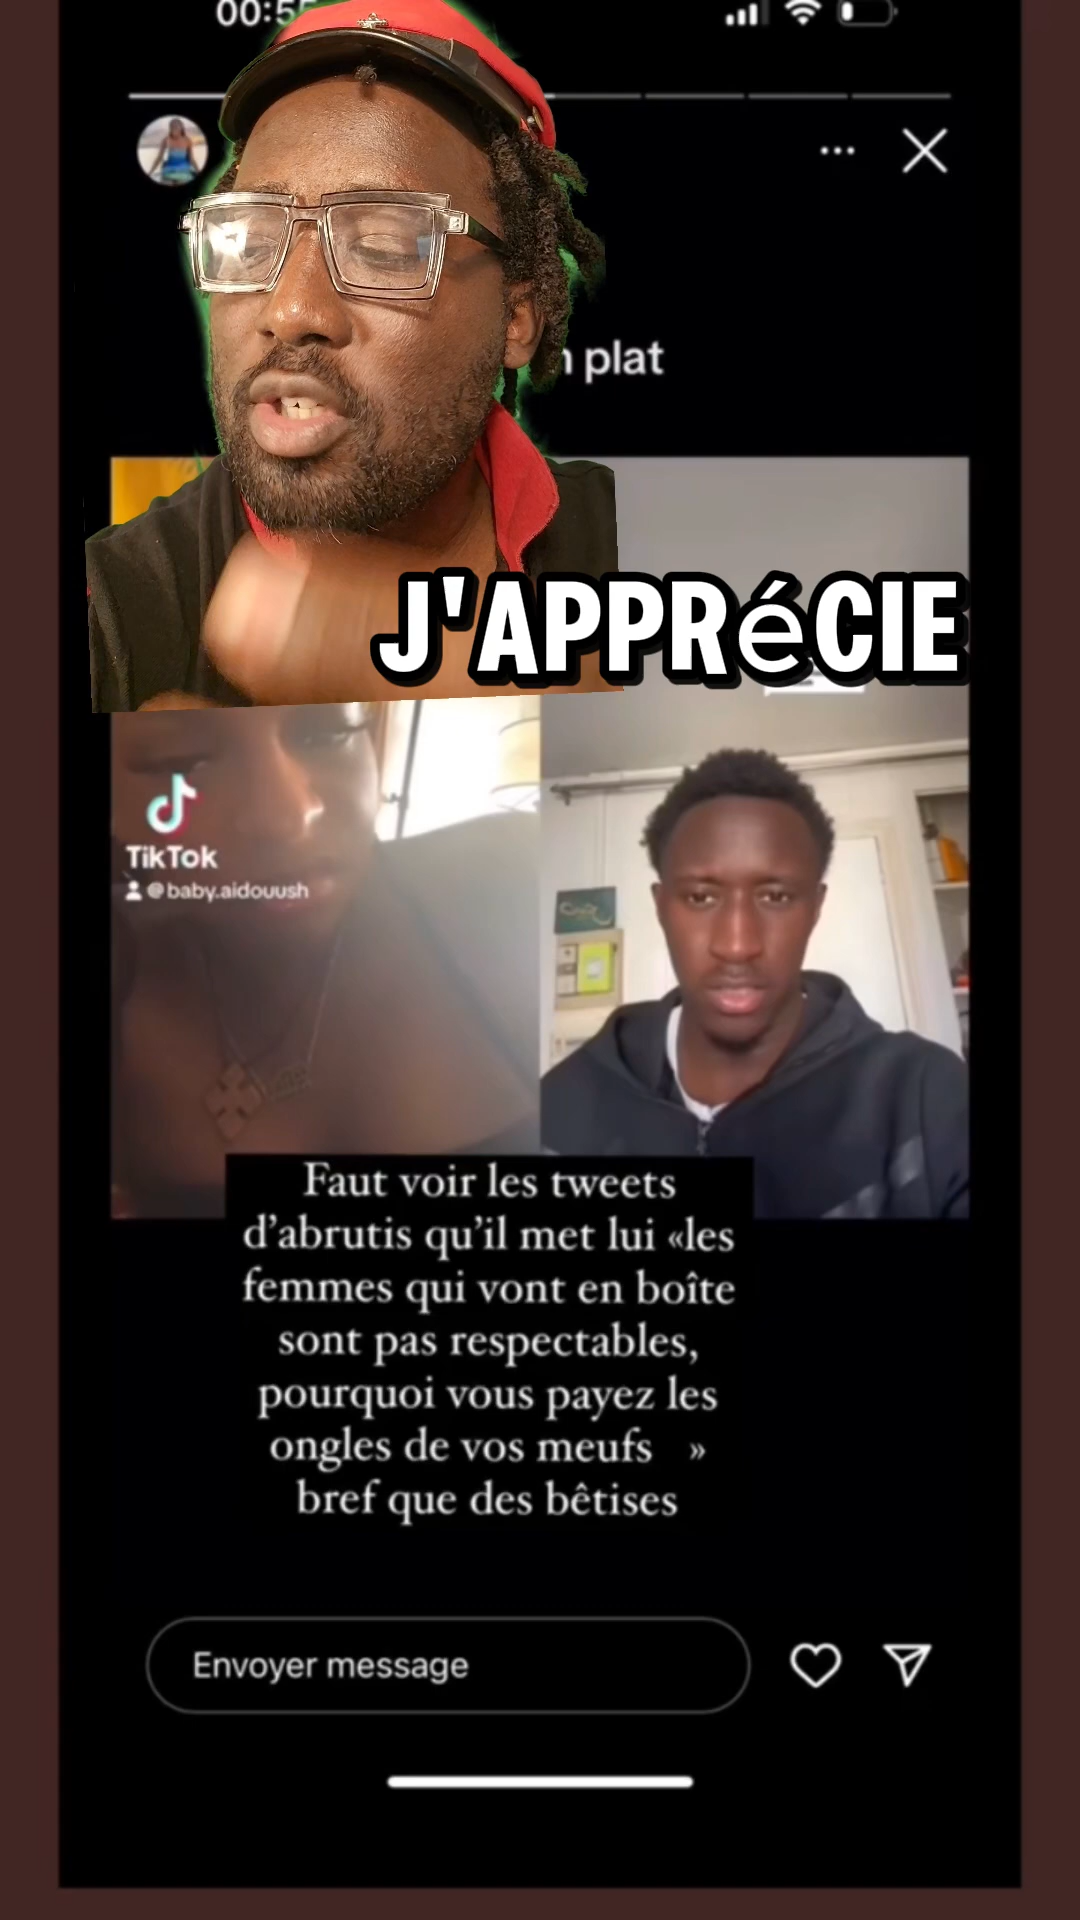 00:55
plat
J'APPRéCIE
TikTok
@baby.aidouush
Faut voir les tweets
d'abrutis qu'il met lui «les
femmes qui vont en boîte
sont pas respectables,
pourquoi vous payez les
ongles de vos meufs »
bref que des bêtises
Envoyer message